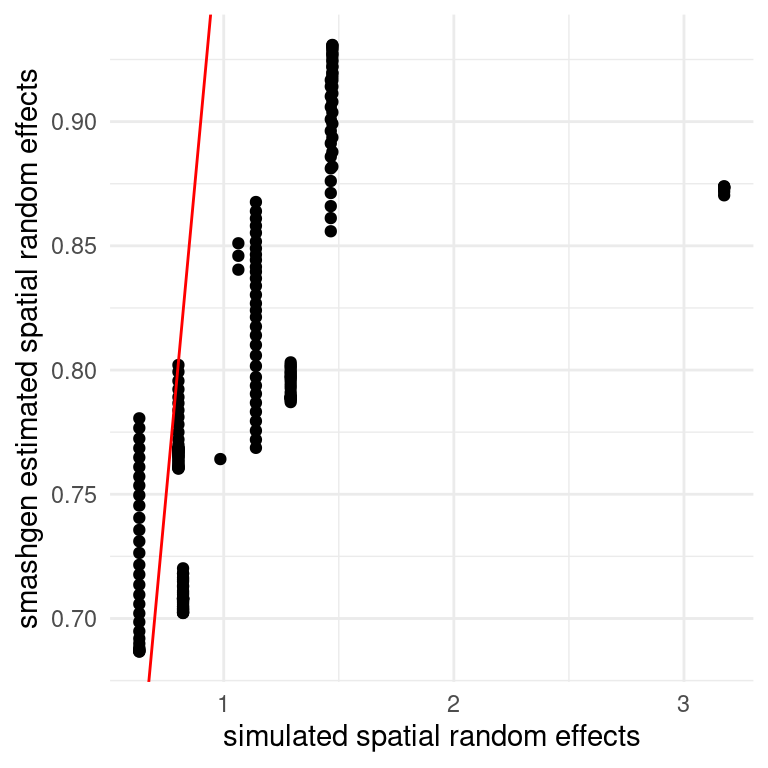 smashgen estimated spatial random effects
0.90
0.85
0.80
0.75
0.70
1 2 3
simulated spatial random effects